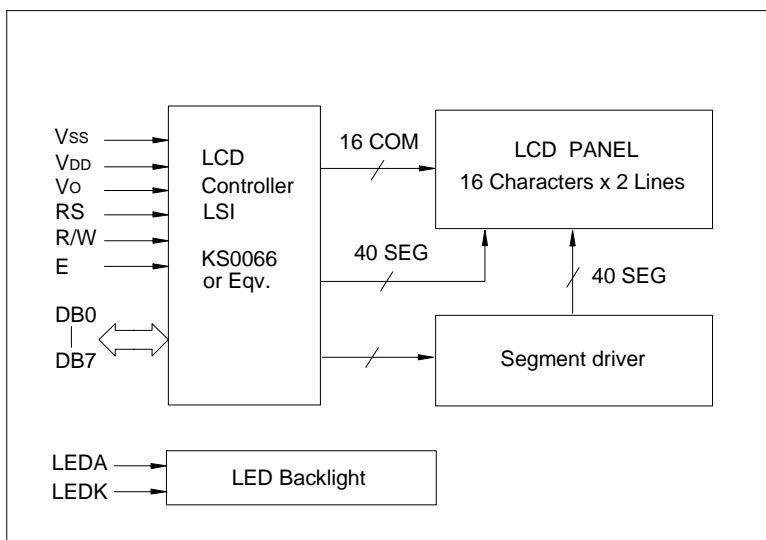 VSS
VDD
VO
RS
R/W
E
DB0
DB7
LCD
Controller
LSI
KS0066
or Eqv.
16 COM
40 SEG
LCD PANEL
16 Characters x 2 Lines
40 SEG
Segment driver
LEDA
LEDK
LED Backlight